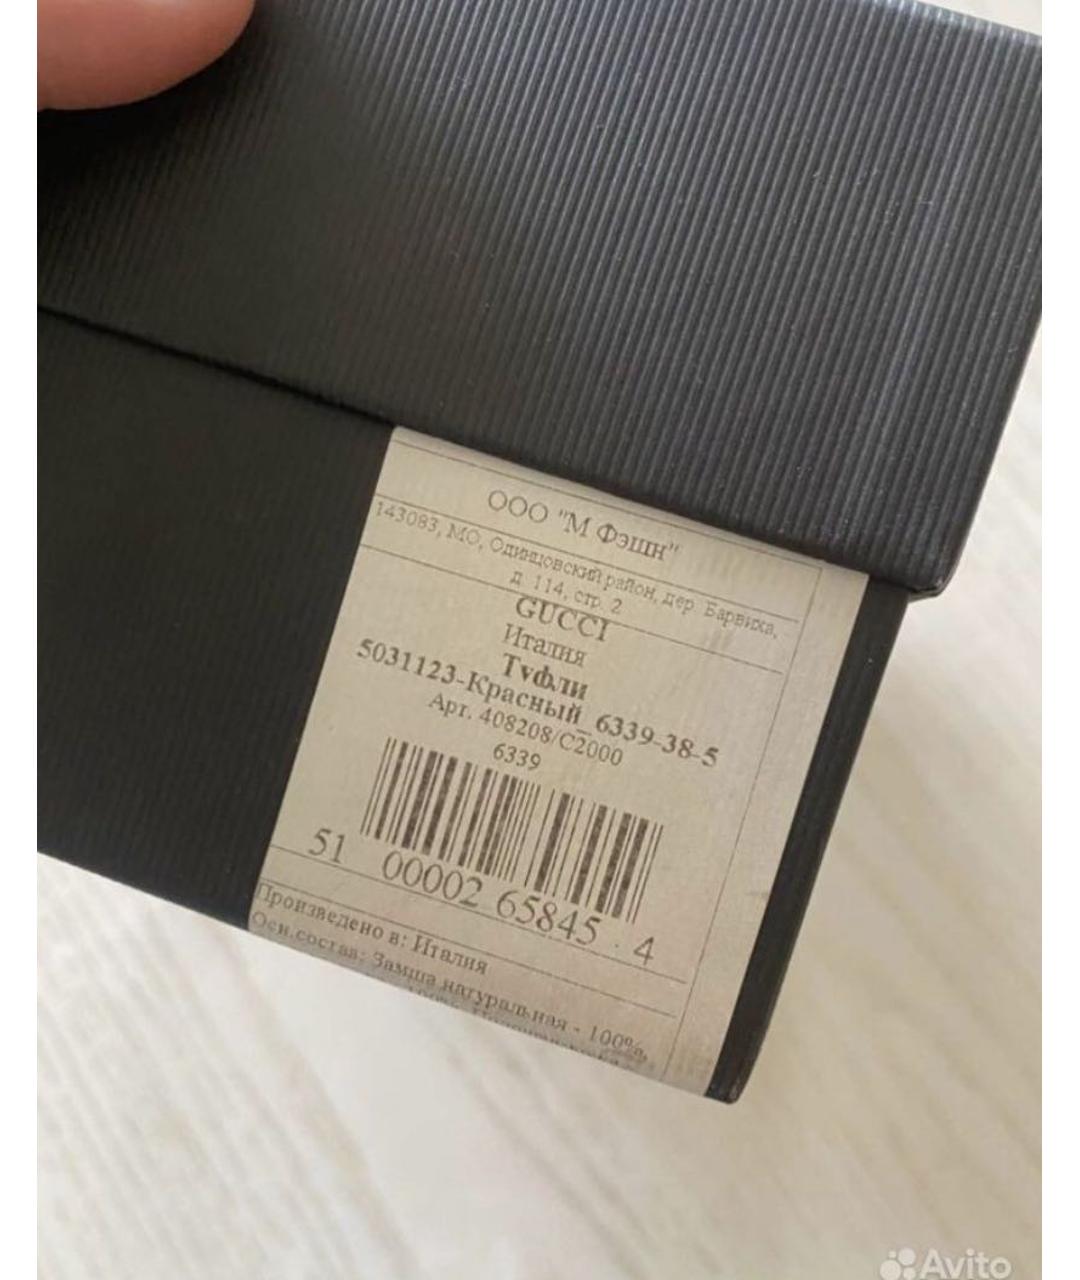 ООО "М Фэшн"
143083, МО, Одинцовский район, дер. Барвиха,
д. 114, стр. 2
GUCCI
Италия
Туфли
5031123-Красный_6339-38-5
Арт. 408208/C2000
6339
51 00002 65845 4
Произведено в: Италия
Осн.состав: Замша натуральная - 100%,
100%,
Avito